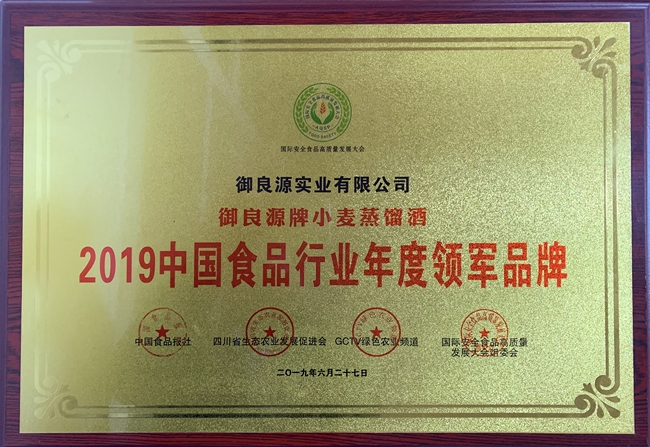 国际安全食品高质量发展大会
御良源实业有限公司
御良源牌小麦蒸馏酒
2019中国食品行业年度领军品牌
中国食品报社
四川省生态农业发展促进会
GCTV绿色农业频道
国际安全食品高质量
发展大会组委会
二〇一九年六月二十七日